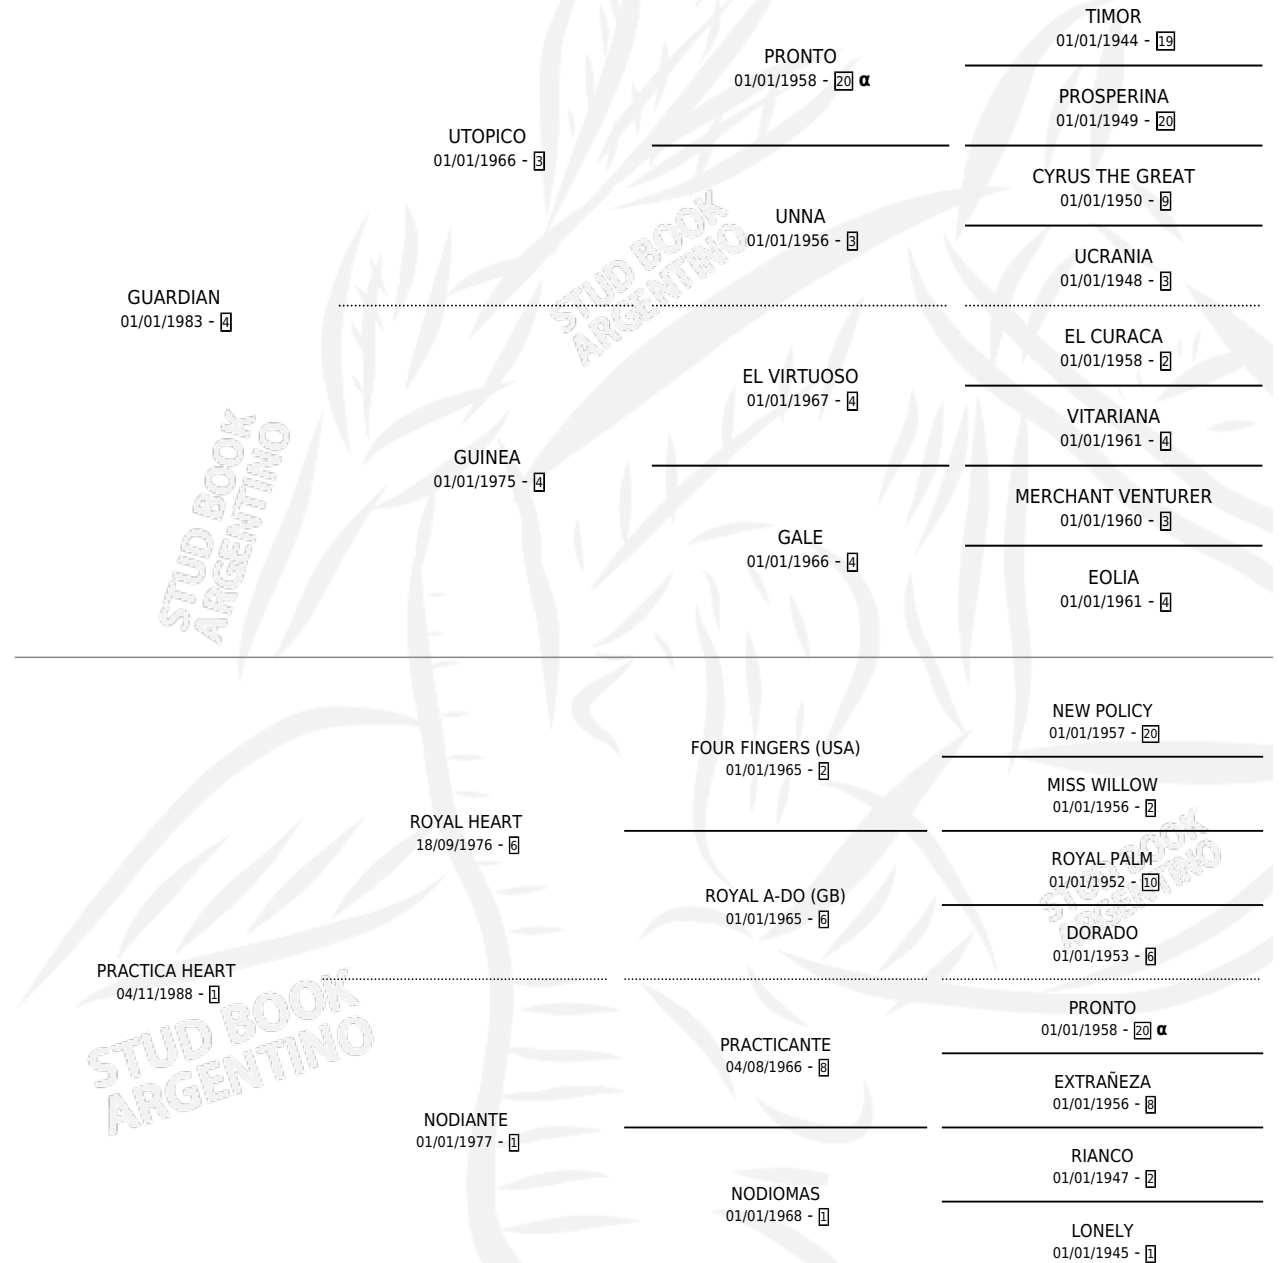 TIMOR
01/01/1944 - 19
PRONTO
01/01/1958 - 20 α
PROSPERINA
01/01/1949 - 20
UTOPICO
01/01/1966 - 3
CYRUS THE GREAT
01/01/1950 - 9
UNNA
01/01/1956 - 3
UCRANIA
01/01/1948 - 3
GUARDIAN
01/01/1983 - 4
EL CURACA
01/01/1958 - 2
EL VIRTUOSO
01/01/1967 - 4
VITARIANA
01/01/1961 - 4
GUINEA
01/01/1975 - 4
MERCHANT VENTURER
01/01/1960 - 3
GALE
01/01/1966 - 4
EOLIA
01/01/1961 - 4
NEW POLICY
01/01/1957 - 20
FOUR FINGERS (USA)
01/01/1965 - 2
MISS WILLOW
01/01/1956 - 2
ROYAL HEART
18/09/1976 - 6
ROYAL PALM
01/01/1952 - 10
ROYAL A-DO (GB)
01/01/1965 - 6
DORADO
01/01/1953 - 6
PRACTICA HEART
04/11/1988 - 1
PRONTO
01/01/1958 - 20 α
PRACTICANTE
04/08/1966 - 8
EXTRAÑEZA
01/01/1956 - 8
NODIANTE
01/01/1977 - 1
RIANCO
01/01/1947 - 2
NODIOMAS
01/01/1968 - 1
LONELY
01/01/1945 - 1
STUD BOOK
ARGENTINO
STUD BOOK
ARGENTINO
STUD BOOK
ARGENTINO
STUD BOOK
ARGENTINO